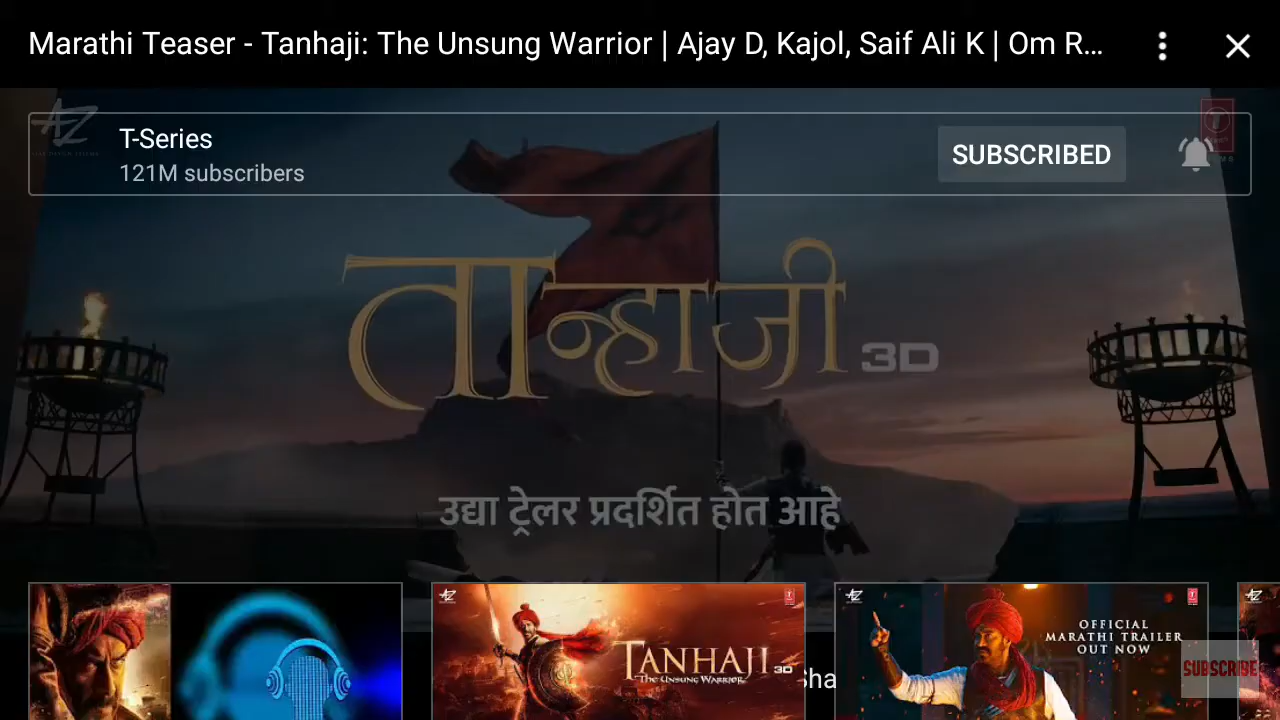 Marathi Teaser - Tanhaji: The Unsung Warrior | Ajay D, Kajol, Saif Ali K | Om R...
T-Series
121M subscribers
SUBSCRIBED
तान्हाजी 3D
उद्या ट्रेलर प्रदर्शित होत आहे
TANHAJI 3D
THE UNSUNG WARRIOR
OFFICIAL
MARATHI TRAILER
OUT NOW
SUBSCRIBE